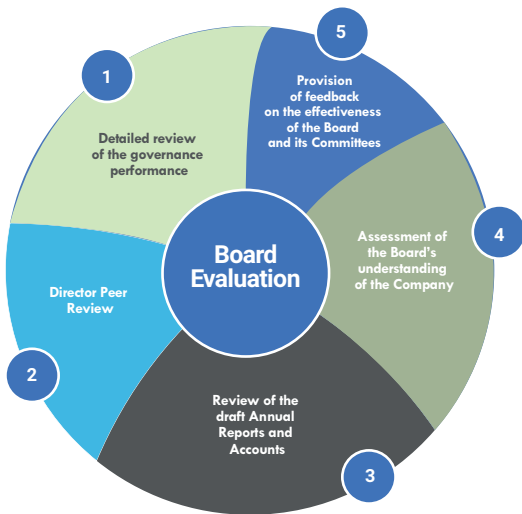 1
Detailed review
of the governance
performance
2
Director Peer
Review
3
Review of the
draft Annual
Reports and
Accounts
4
Assessment of
the Board's
understanding
of the Company
5
Provision
of feedback
on the effectiveness
of the Board
and its Committees
Board
Evaluation